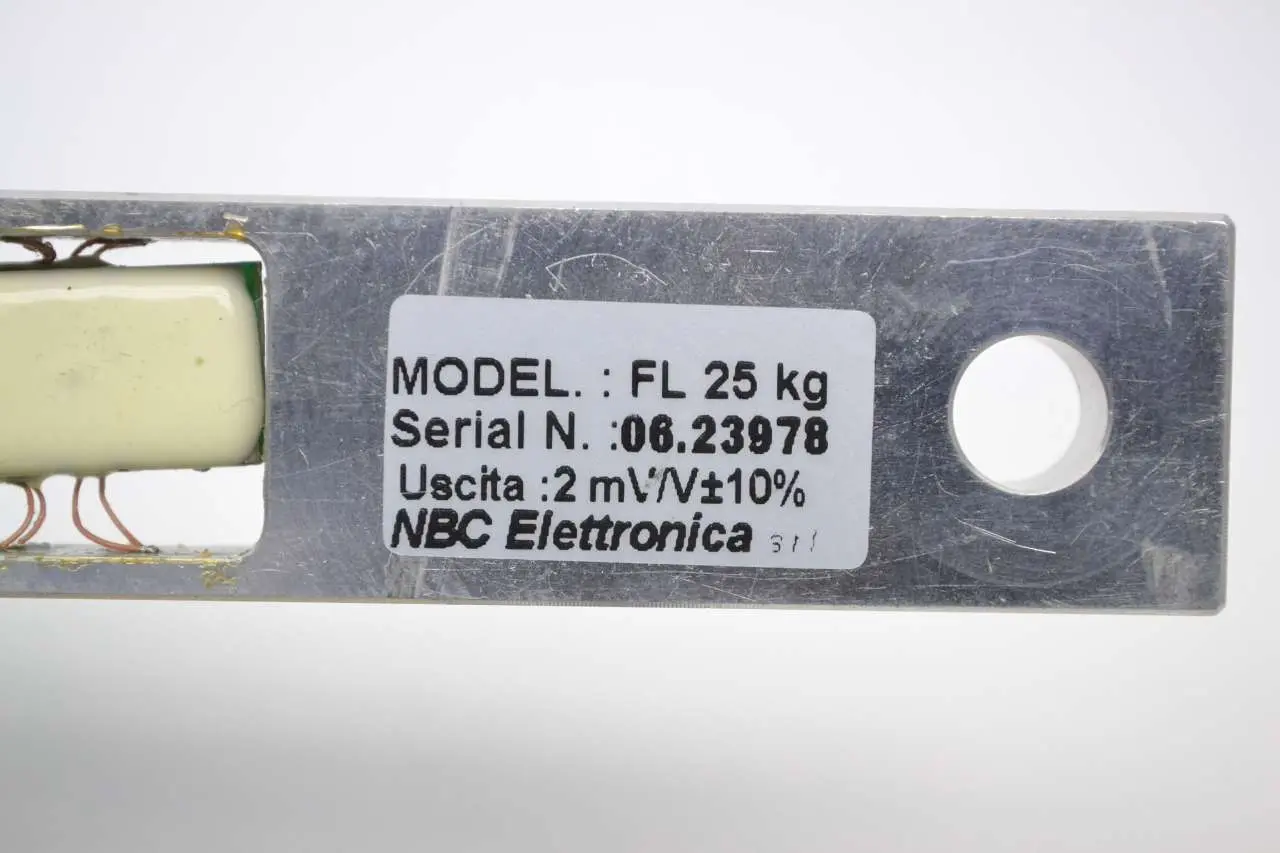 MODEL. : FL 25 kg
Serial N. :06.23978
Uscita :2 mV/V±10%
NBC Elettronica